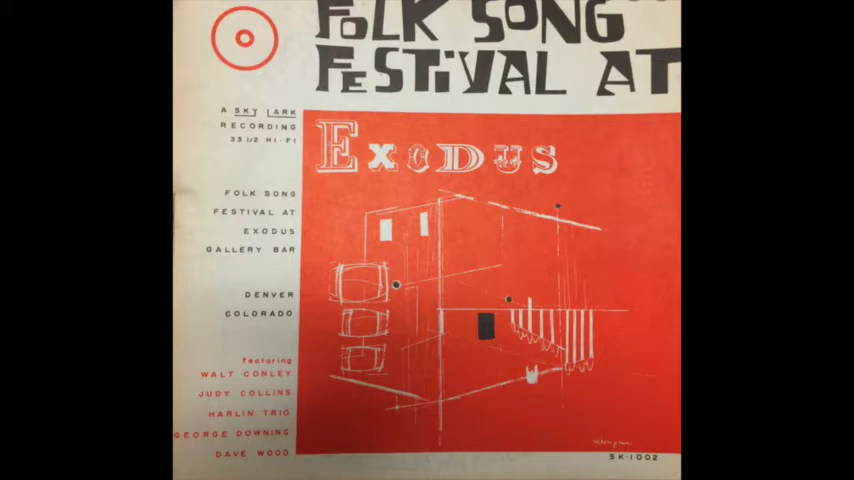 FOLK SONG
FESTIVAL AT
EXODUS
A SKY LARK
RECORDING
33 1/2 HI-FI
FOLK SONG
FESTIVAL AT
EXODUS
GALLERY BAR
DENVER
COLORADO
featuring
WALT CONLEY
JUDY COLLINS
HARLIN TRIO
GEORGE DOWNING
DAVE WOOD
SK-1002